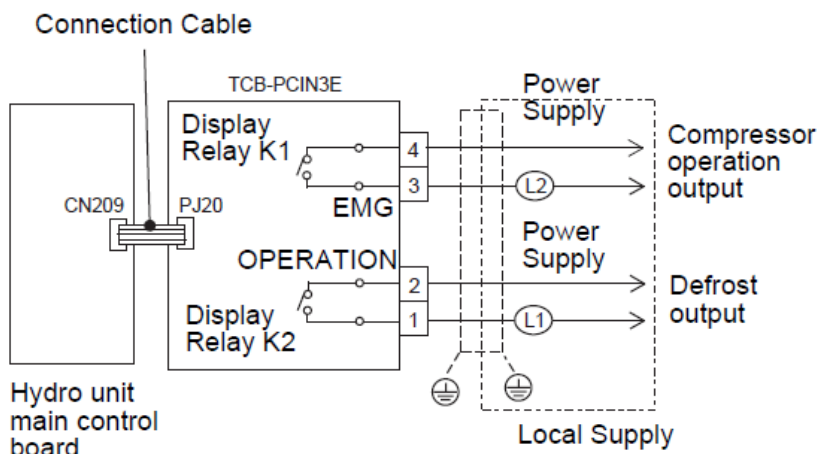 Connection Cable
TCB-PCIN3E
Power
Supply
Display
Relay K1
4
3
L2
EMG
Compressor
operation
output
CN209
PJ20
OPERATION
Power
Supply
2
1
L1
Display
Relay K2
Defrost
output
Hydro unit
main control
board
Local Supply